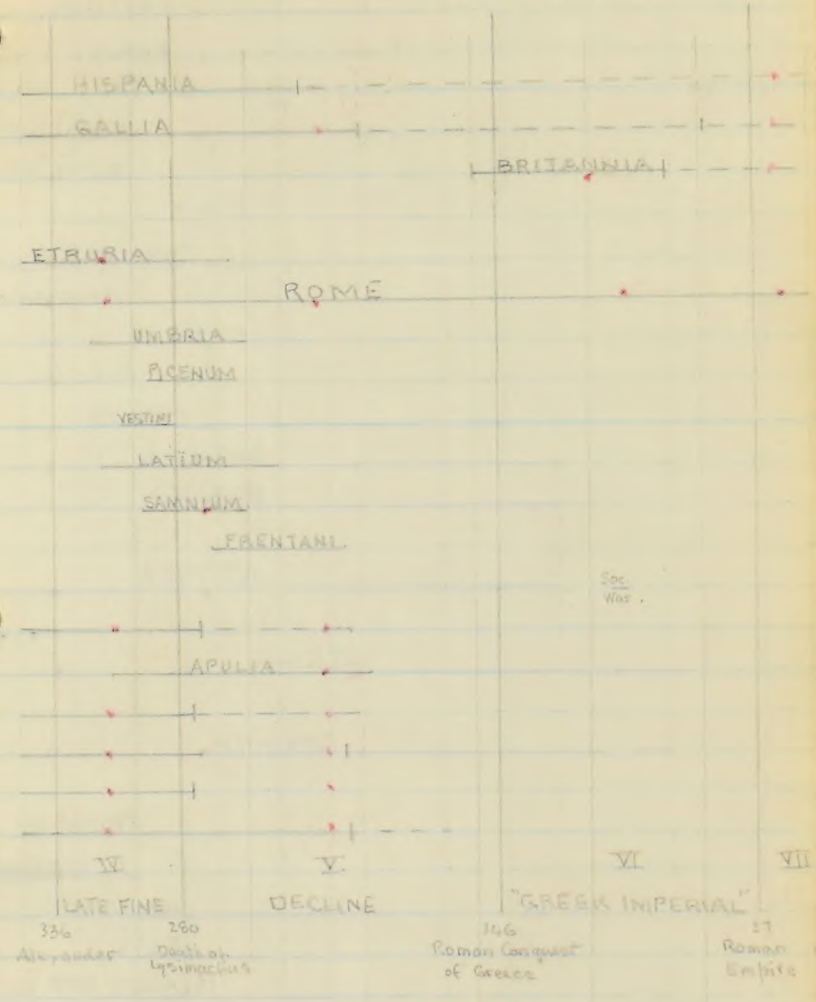 HISPANIA
GALLIA
BRITANNIA
ETRURIA
ROME
UMBRIA
PICENUM
VESTINI
LATIUM
SAMNIUM
FRENTANI
Soc.
War.
APULIA
IV
V
VI
VII
LATE FINE
DECLINE
"GREEK IMPERIAL"
336
280
146
27
Alexander
Death of
Lysimachus
Roman Conquest
of Greece
Roman
Empire